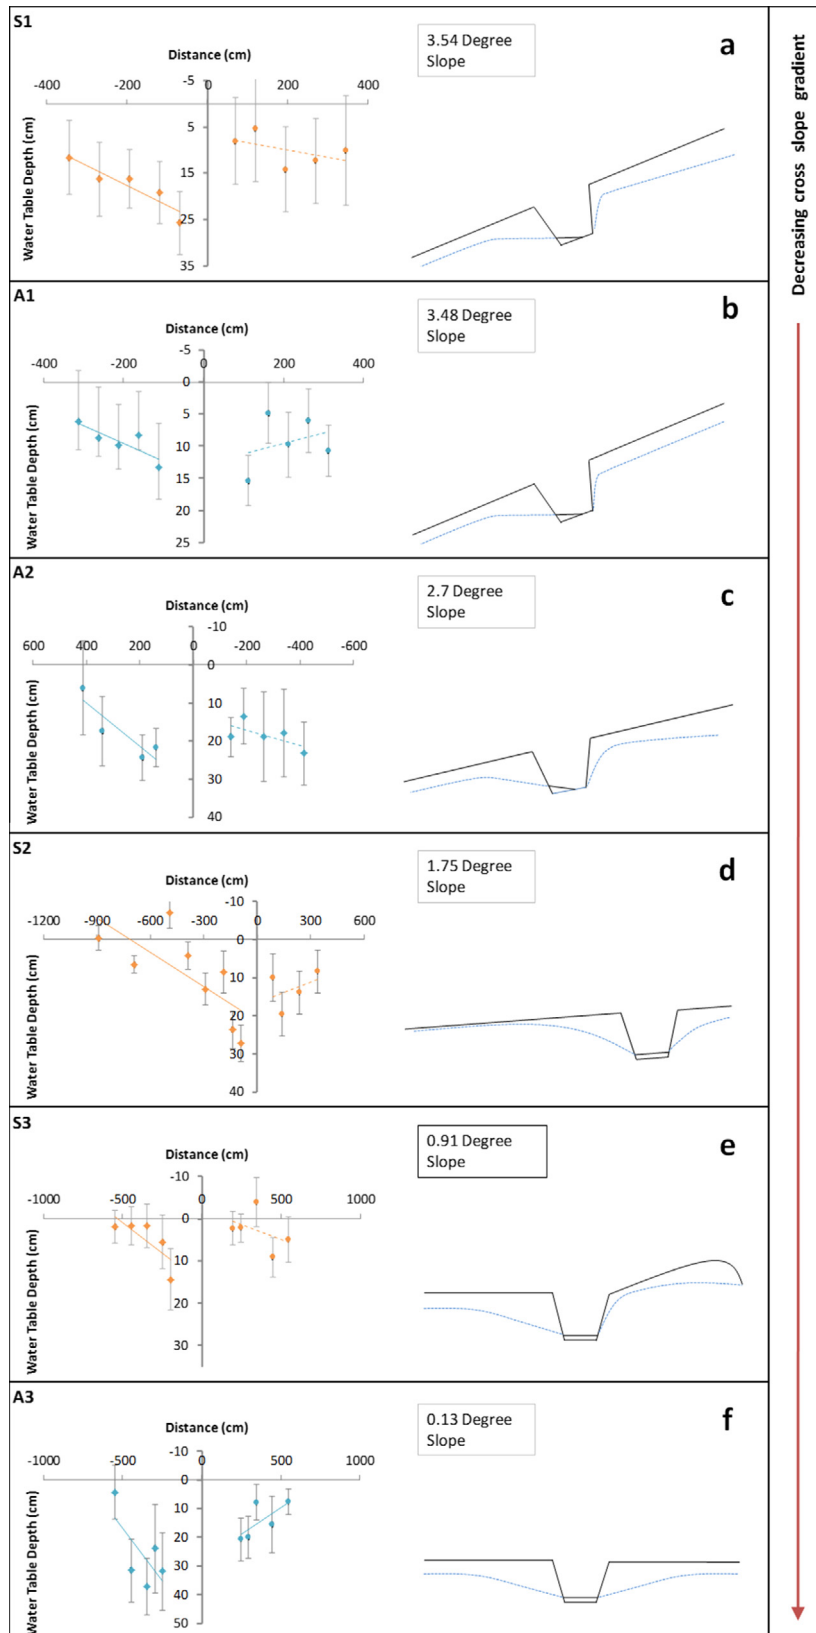 S1
Distance (cm)
-5
-400 -200 0 200 400
5
15
25
35
Water Table Depth (cm)
3.54 Degree
Slope
a
Decreasing cross slope gradient
A1
Distance (cm)
-5
-400 -200 0 200 400
0
5
10
15
20
25
Water Table Depth (cm)
3.48 Degree
Slope
b
A2
Distance (cm)
-10
600 400 200 0 -200 -400 -600
0
10
20
30
40
Water Table Depth (cm)
2.7 Degree
Slope
c
S2
Distance (cm)
-10
-1200 -900 -600 -300 0 300 600
0
10
20
30
40
Water Table Depth (cm)
1.75 Degree
Slope
d
S3
Distance (cm)
-10
-1000 -500 0 500 1000
0
10
20
30
Water Table Depth (cm)
0.91 Degree
Slope
e
A3
Distance (cm)
-10
-1000 -500 0 500 1000
0
10
20
30
40
50
Water Table Depth (cm)
0.13 Degree
Slope
f